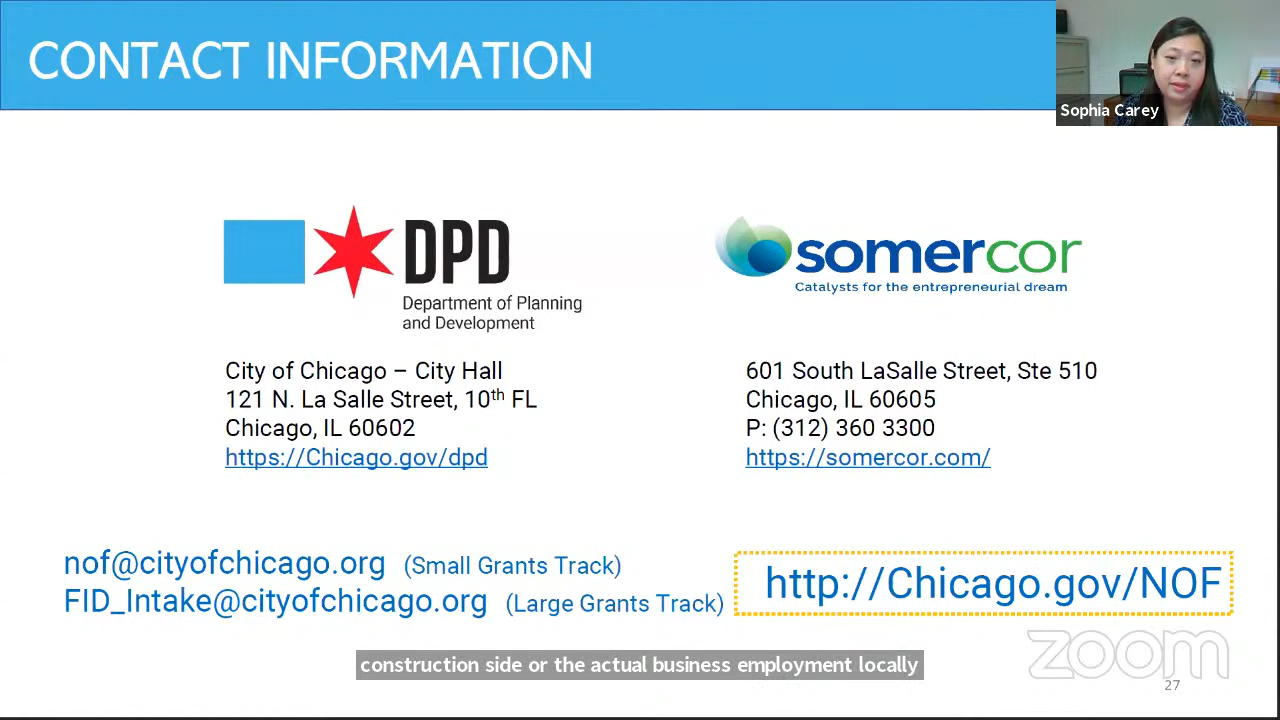 CONTACT INFORMATION
Sophia Carey
DPD
Department of Planning
and Development
somercor
Catalysts for the entrepreneurial dream
City of Chicago – City Hall
121 N. La Salle Street, 10th FL
Chicago, IL 60602
https://Chicago.gov/dpd
601 South LaSalle Street, Ste 510
Chicago, IL 60605
P: (312) 360 3300
https://somercor.com/
nof@cityofchicago.org (Small Grants Track)
FID_Intake@cityofchicago.org (Large Grants Track)
http://Chicago.gov/NOF
construction side or the actual business employment locally
zoom
27